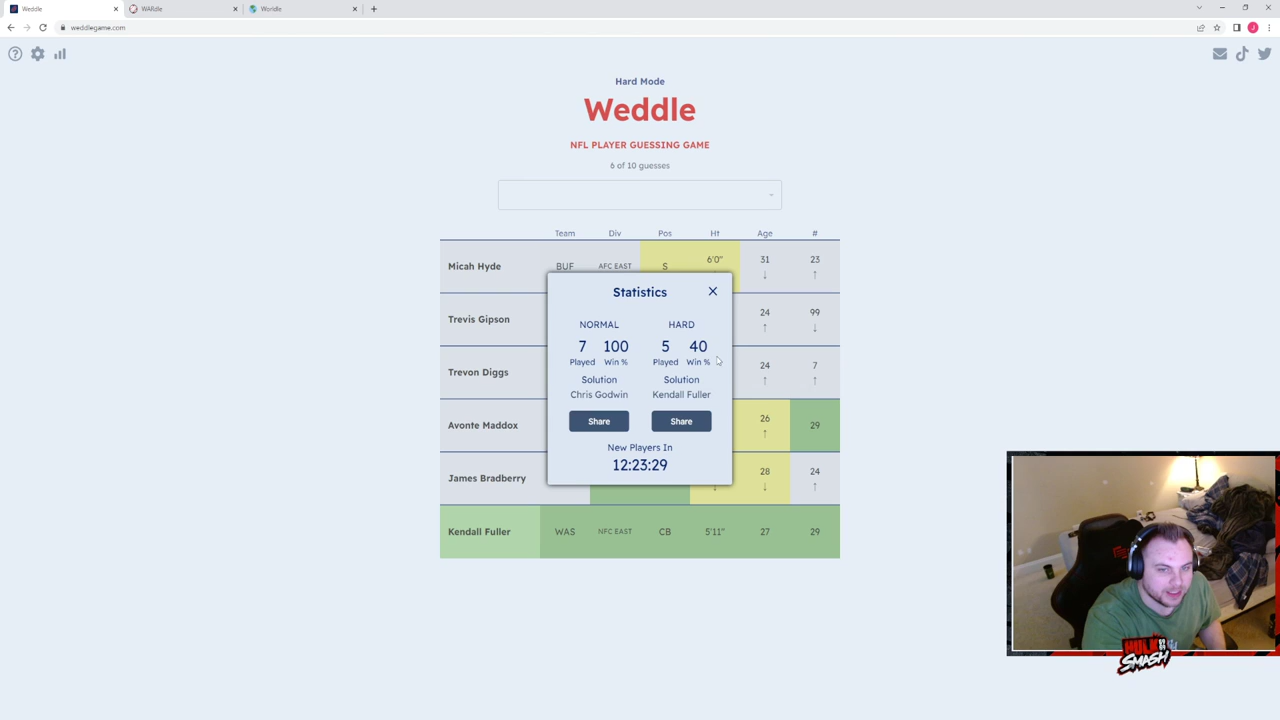 Weddle
WARdle
Worldle
weddlegame.com
Hard Mode
Weddle
NFL PLAYER GUESSING GAME
6 of 10 guesses
Team Div Pos Ht Age #
Micah Hyde BUF AFC EAST S 6'0" 31 ↓ 23 ↑
Trevis Gipson 24 ↑ 99 ↓
Trevon Diggs 24 ↑ 7 ↑
Avonte Maddox 26 ↑ 29
James Bradberry ↓ 28 ↓ 24 ↑
Kendall Fuller WAS NFC EAST CB 5'11" 27 29
Statistics
NORMAL HARD
7 100 5 40
Played Win % Played Win %
Solution Solution
Chris Godwin Kendall Fuller
Share Share
New Players In
12:23:29
J
HULK
SMASH